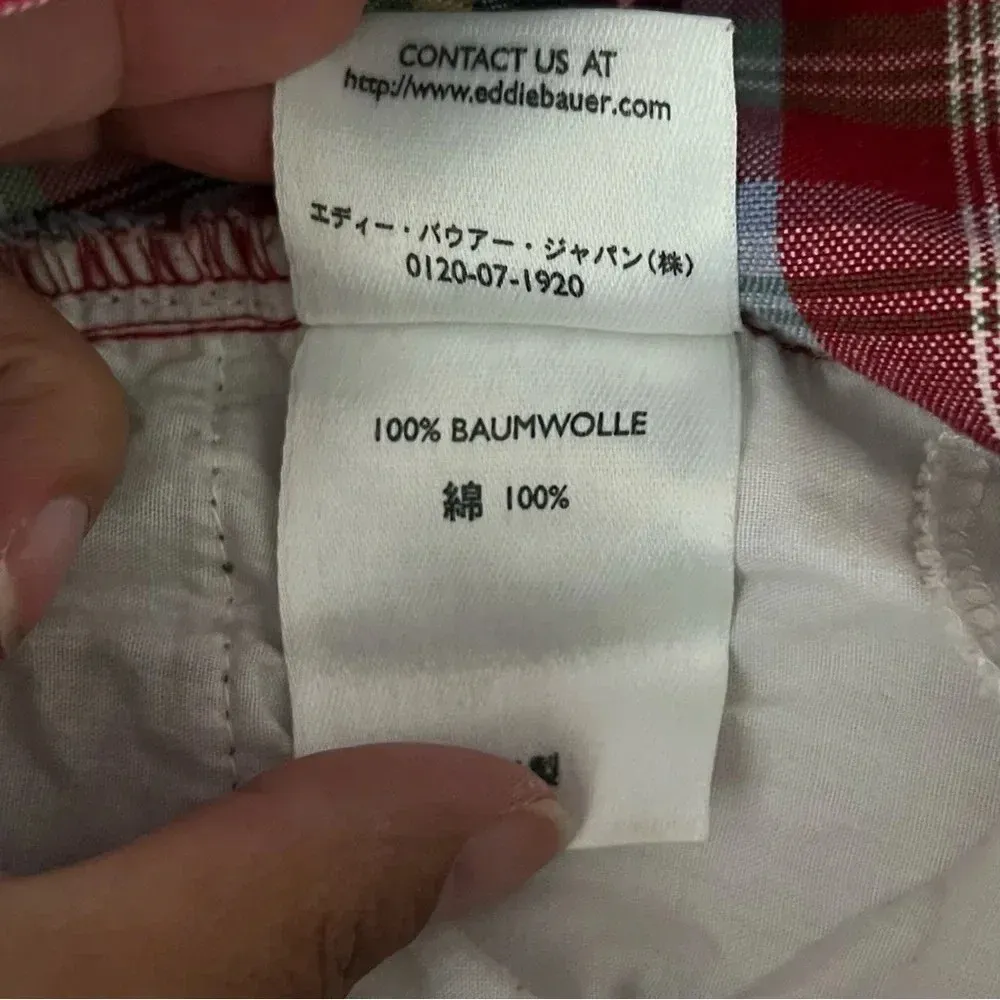 CONTACT US AT
http://www.eddiebauer.com
エディー・バウアー・ジャパン(株)
0120-07-1920
100% BAUMWOLLE
綿 100%
製